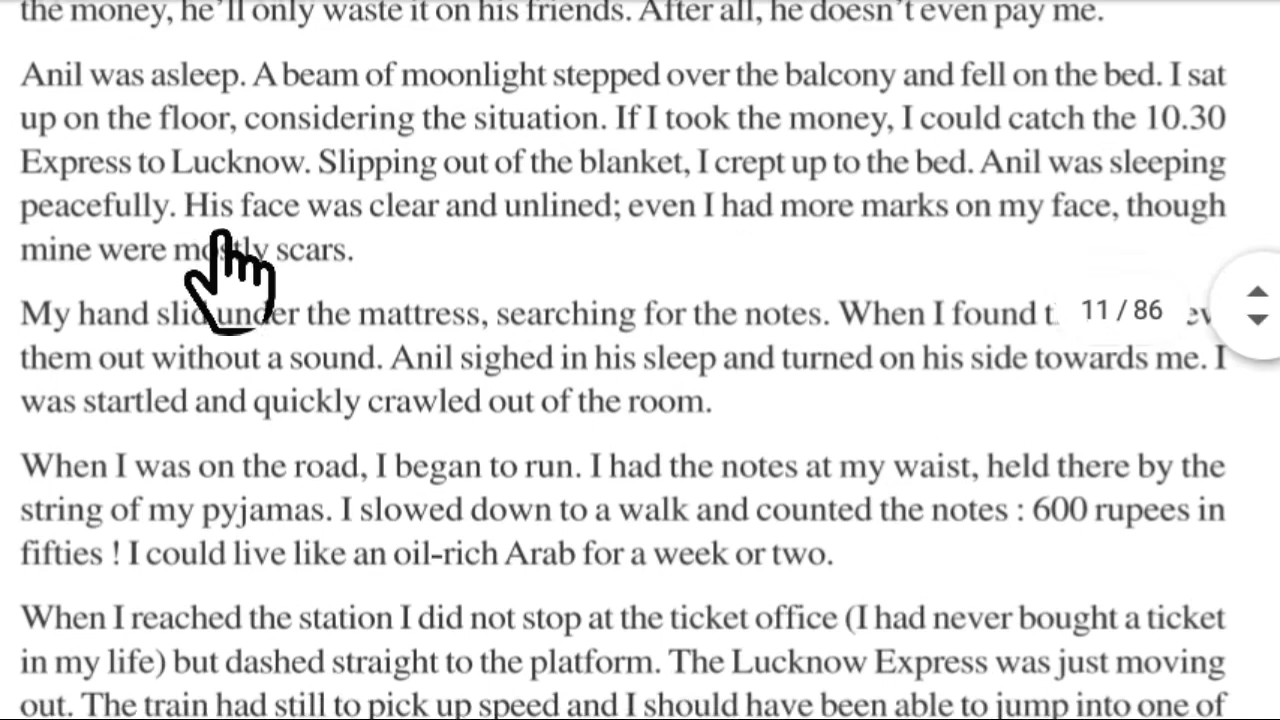 the money, he'll only waste it on his friends. After all, he doesn't even pay me.
Anil was asleep. A beam of moonlight stepped over the balcony and fell on the bed. I sat
up on the floor, considering the situation. If I took the money, I could catch the 10.30
Express to Lucknow. Slipping out of the blanket, I crept up to the bed. Anil was sleeping
peacefully. His face was clear and unlined; even I had more marks on my face, though
mine were mostly scars.
My hand slid under the mattress, searching for the notes. When I found
11 / 86
them out without a sound. Anil sighed in his sleep and turned on his side towards me. I
was startled and quickly crawled out of the room.
When I was on the road, I began to run. I had the notes at my waist, held there by the
string of my pyjamas. I slowed down to a walk and counted the notes : 600 rupees in
fifties ! I could live like an oil-rich Arab for a week or two.
When I reached the station I did not stop at the ticket office (I had never bought a ticket
in my life) but dashed straight to the platform. The Lucknow Express was just moving
out. The train had still to pick up speed and I should have been able to jump into one of